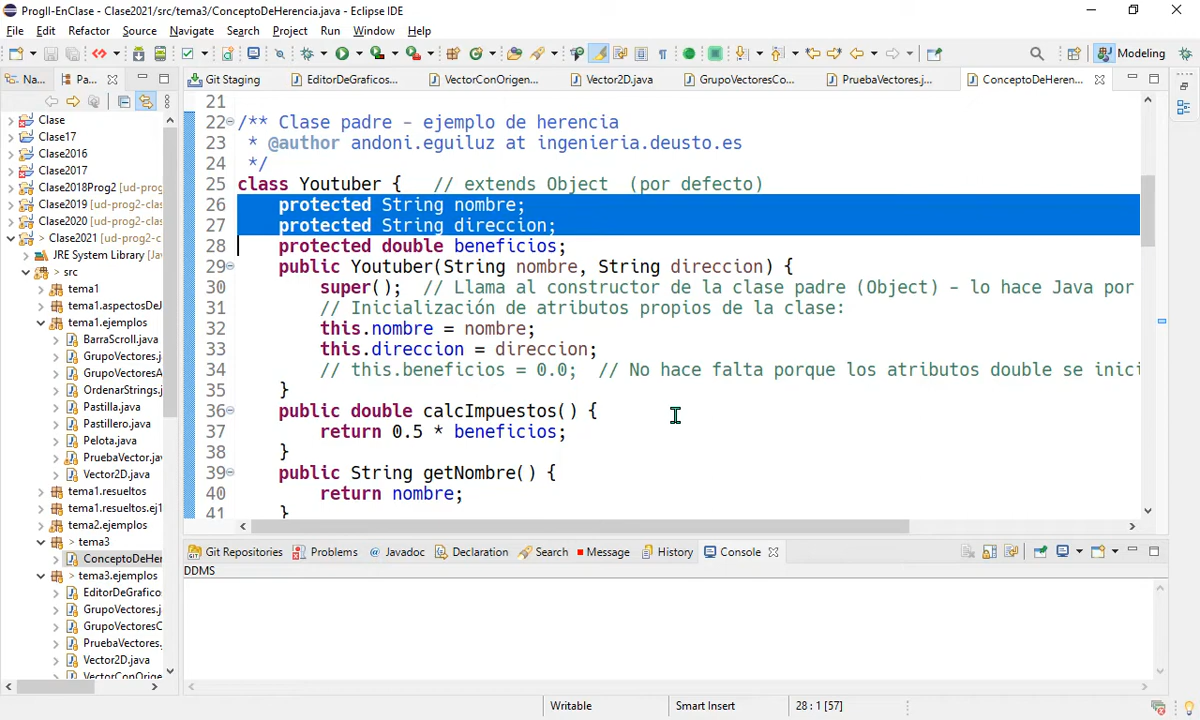 ProgII-EnClase - Clase2021/src/tema3/ConceptoDeHerencia.java - Eclipse IDE
File Edit Refactor Source Navigate Search Project Run Window Help
Modeling
Na... Pa...
Git Staging EditorDeGraficos... VectorConOrigen... Vector2D.java GrupoVectoresCo... PruebaVectores.j... ConceptoDeHeren...
Clase
Clase17
Clase2016
Clase2017
Clase2018Prog2 [ud-prog
Clase2019 [ud-prog2-clas
Clase2020 [ud-prog2-clas
> Clase2021 [ud-prog2-c
JRE System Library [Jav
> src
tema1
tema1.aspectosDeJ
tema1.ejemplos
BarraScroll.java
GrupoVectores.j
GrupoVectoresA
OrdenarStrings.j
Pastilla.java
Pastillero.java
Pelota.java
PruebaVector.jav
Vector2D.java
tema1.resueltos
tema1.resueltos.ej1
tema2.ejemplos
> tema3
ConceptoDeHer
> tema3.ejemplos
EditorDeGrafico
GrupoVectores.j
GrupoVectoresC
PruebaVectores.
Vector2D.java
VectorConOrige
21
22 /** Clase padre - ejemplo de herencia
23 * @author andoni.eguiluz at ingenieria.deusto.es
24 */
25 class Youtuber { // extends Object (por defecto)
26 protected String nombre;
27 protected String direccion;
28 protected double beneficios;
29 public Youtuber(String nombre, String direccion) {
30 super(); // Llama al constructor de la clase padre (Object) - lo hace Java por
31 // Inicialización de atributos propios de la clase:
32 this.nombre = nombre;
33 this.direccion = direccion;
34 // this.beneficios = 0.0; // No hace falta porque los atributos double se inici
35 }
36 public double calcImpuestos() {
37 return 0.5 * beneficios;
38 }
39 public String getNombre() {
40 return nombre;
41 }
Git Repositories Problems @ Javadoc Declaration Search Message History Console
DDMS
Writable Smart Insert 28 : 1 [57]